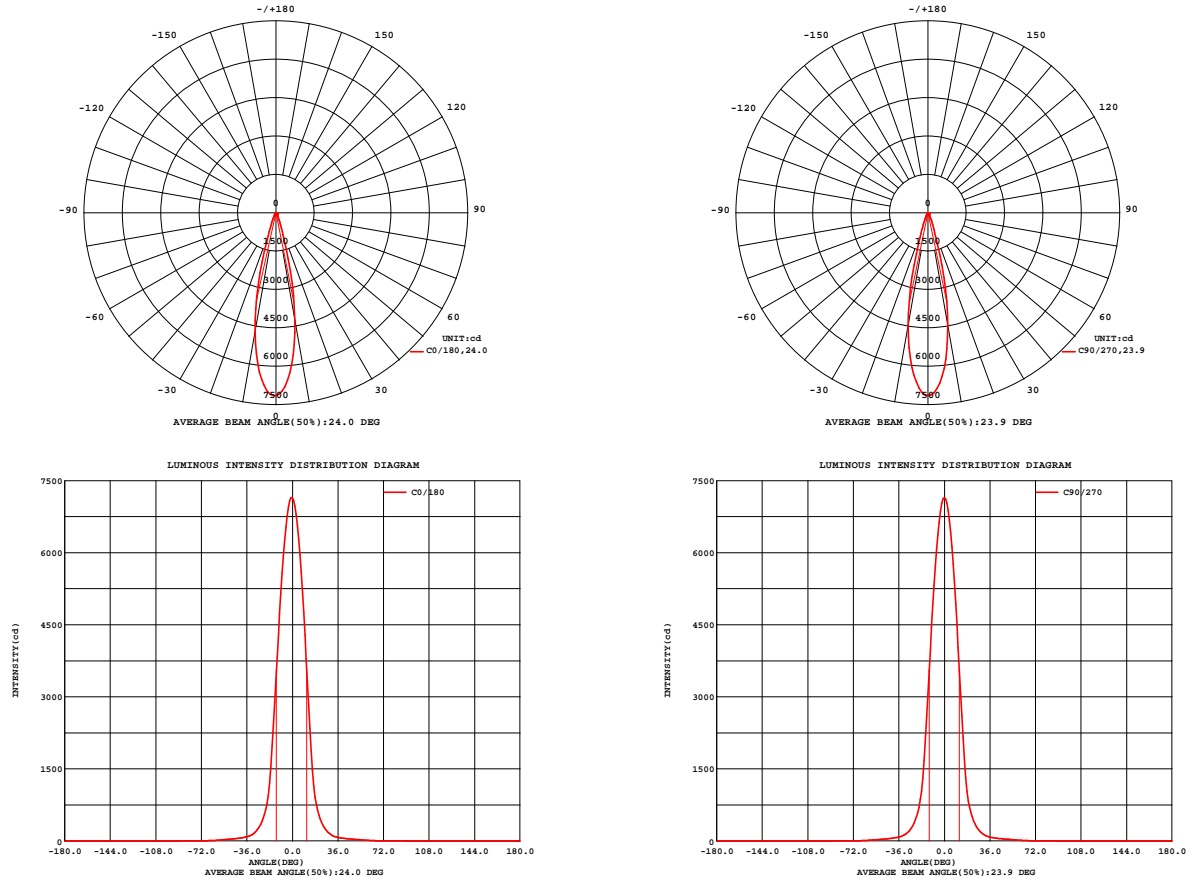 -/+180
-150
150
-120
120
-90
90
0
1500
3000
4500
6000
7500
-60
60
UNIT:cd
C0/180,24.0
-30
30
0
AVERAGE BEAM ANGLE(50%):24.0 DEG
-/+180
-150
150
-120
120
-90
90
0
1500
3000
4500
6000
7500
-60
60
UNIT:cd
C90/270,23.9
-30
30
0
AVERAGE BEAM ANGLE(50%):23.9 DEG
LUMINOUS INTENSITY DISTRIBUTION DIAGRAM
C0/180
7500
6000
4500
3000
1500
0
INTENSITY(cd)
-180.0 -144.0 -108.0 -72.0 -36.0 0.0 36.0 72.0 108.0 144.0 180.0
ANGLE(DEG)
AVERAGE BEAM ANGLE(50%):24.0 DEG
LUMINOUS INTENSITY DISTRIBUTION DIAGRAM
C90/270
7500
6000
4500
3000
1500
0
INTENSITY(cd)
-180.0 -144.0 -108.0 -72.0 -36.0 0.0 36.0 72.0 108.0 144.0 180.0
ANGLE(DEG)
AVERAGE BEAM ANGLE(50%):23.9 DEG